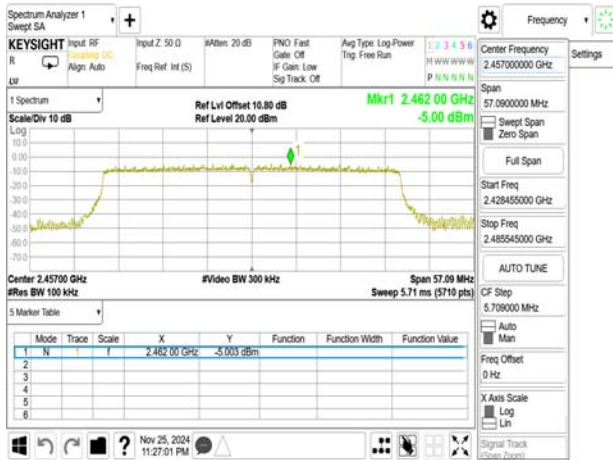 Spectrum Analyzer 1
Swept SA
+
Frequency
KEYSIGHT
Input: RF
Input Z: 50 Ω
#Atten: 20 dB
PNO: Fast
Avg Type: Log-Power
1 2 3 4 5 6
R
Coupling: DC
Gate: Off
Trig: Free Run
M W W W W W
Align: Auto
Freq Ref: Int (S)
IF Gain: Low
P N N N N N
Sig Track: Off
LXI
1 Spectrum
Ref Lvl Offset 10.80 dB
Mkr1 2.462 00 GHz
Scale/Div 10 dB
Ref Level 20.00 dBm
-5.00 dBm
Log
10.0
0.00
-10.0
-20.0
-30.0
-40.0
-50.0
-60.0
-70.0
1
Center 2.45700 GHz
#Video BW 300 kHz
Span 57.09 MHz
#Res BW 100 kHz
Sweep 5.71 ms (5710 pts)
5 Marker Table
Mode Trace Scale X Y Function Function Width Function Value
1 N 1 f 2.462 00 GHz -5.003 dBm
2
3
4
5
6
Nov 25, 2024
11:27:01 PM
Center Frequency
2.457000000 GHz
Settings
Span
57.0900000 MHz
Swept Span
Zero Span
Full Span
Start Freq
2.428455000 GHz
Stop Freq
2.485545000 GHz
AUTO TUNE
CF Step
5.709000 MHz
Auto
Man
Freq Offset
0 Hz
X Axis Scale
Log
Lin
Signal Track
(Span Zoom)